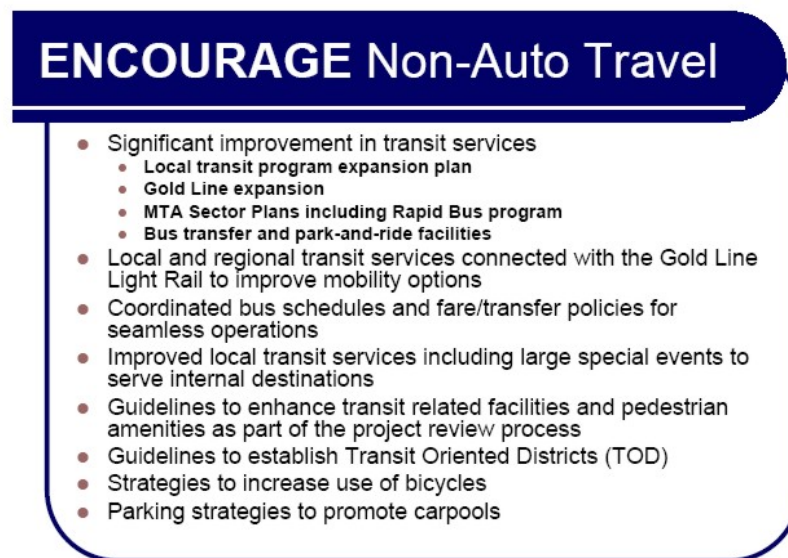 ENCOURAGE Non-Auto Travel
• Significant improvement in transit services
• Local transit program expansion plan
• Gold Line expansion
• MTA Sector Plans including Rapid Bus program
• Bus transfer and park-and-ride facilities
• Local and regional transit services connected with the Gold Line
Light Rail to improve mobility options
• Coordinated bus schedules and fare/transfer policies for
seamless operations
• Improved local transit services including large special events to
serve internal destinations
• Guidelines to enhance transit related facilities and pedestrian
amenities as part of the project review process
• Guidelines to establish Transit Oriented Districts (TOD)
• Strategies to increase use of bicycles
• Parking strategies to promote carpools